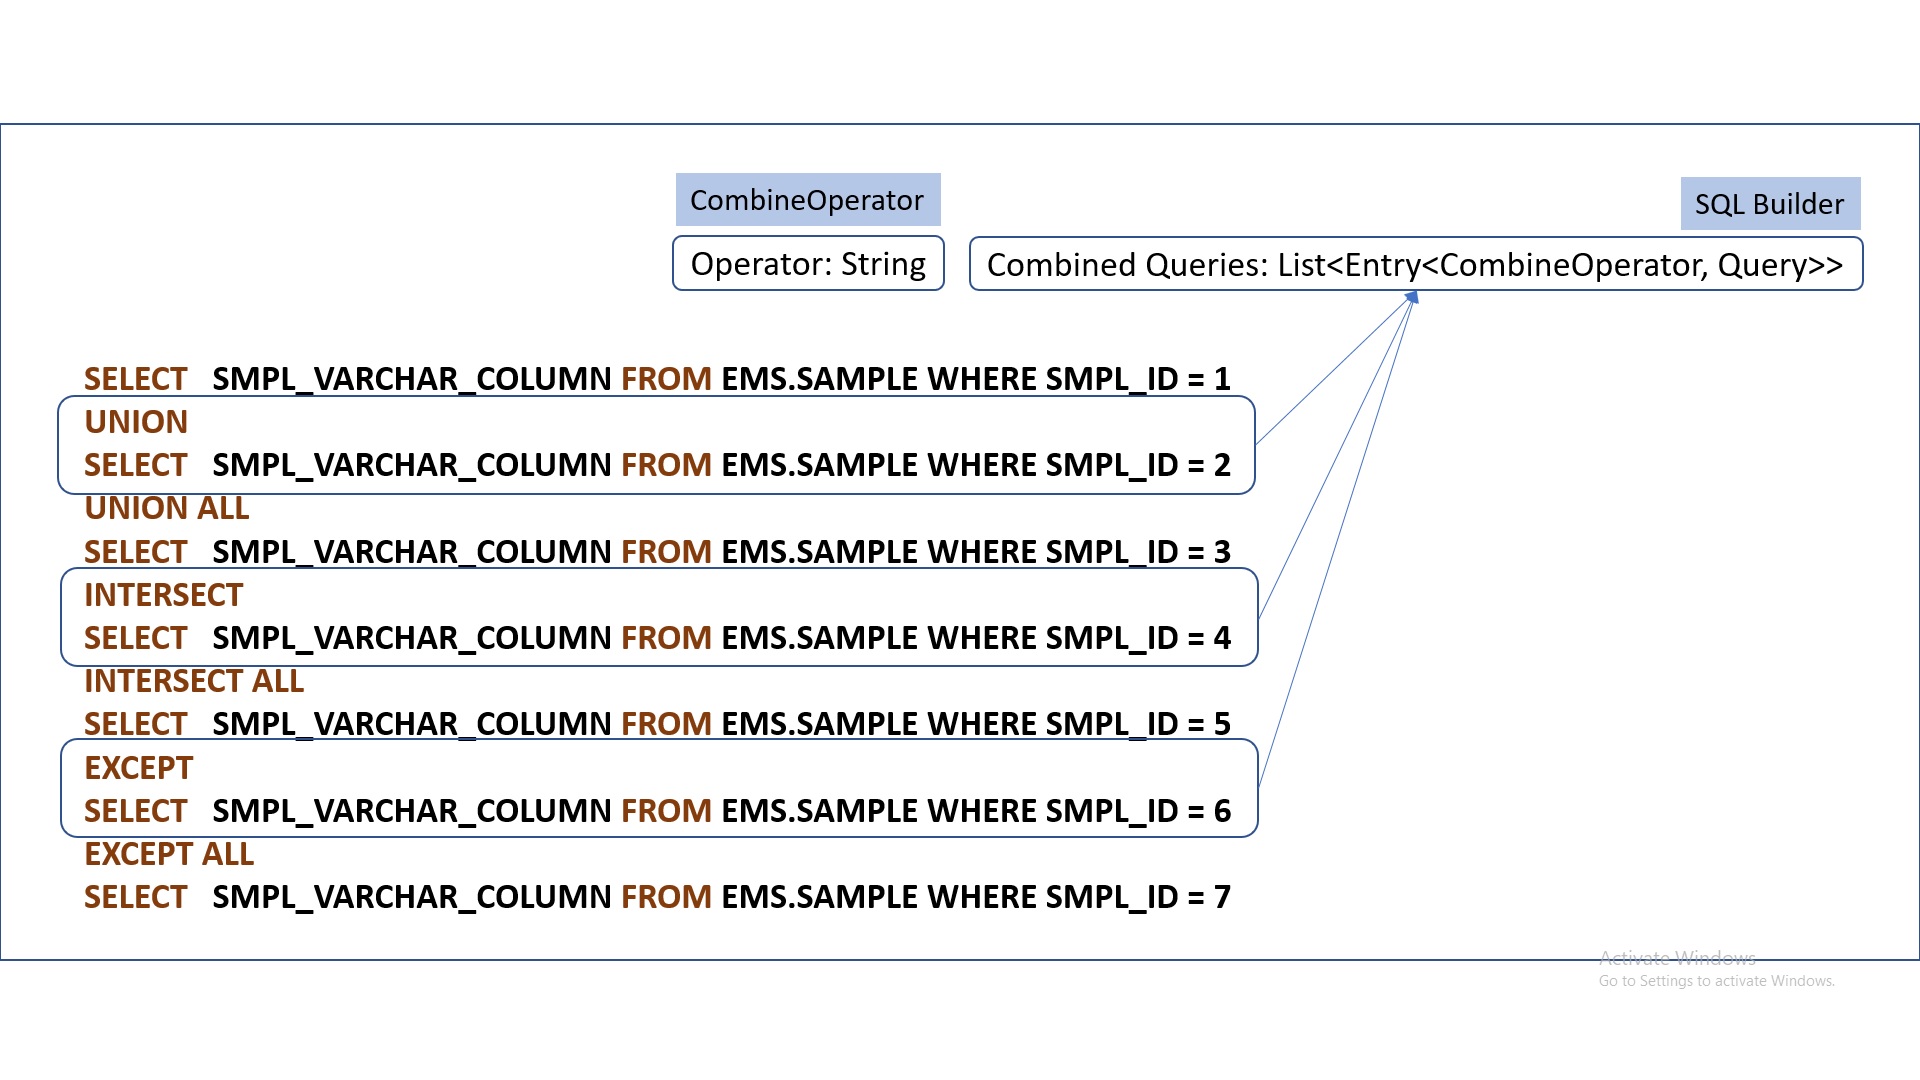 CombineOperator
SQL Builder
Operator: String
Combined Queries: List<Entry<CombineOperator, Query>>
SELECT SMPL_VARCHAR_COLUMN FROM EMS.SAMPLE WHERE SMPL_ID = 1
UNION
SELECT SMPL_VARCHAR_COLUMN FROM EMS.SAMPLE WHERE SMPL_ID = 2
UNION ALL
SELECT SMPL_VARCHAR_COLUMN FROM EMS.SAMPLE WHERE SMPL_ID = 3
INTERSECT
SELECT SMPL_VARCHAR_COLUMN FROM EMS.SAMPLE WHERE SMPL_ID = 4
INTERSECT ALL
SELECT SMPL_VARCHAR_COLUMN FROM EMS.SAMPLE WHERE SMPL_ID = 5
EXCEPT
SELECT SMPL_VARCHAR_COLUMN FROM EMS.SAMPLE WHERE SMPL_ID = 6
EXCEPT ALL
SELECT SMPL_VARCHAR_COLUMN FROM EMS.SAMPLE WHERE SMPL_ID = 7
Activate Windows
Go to Settings to activate Windows.